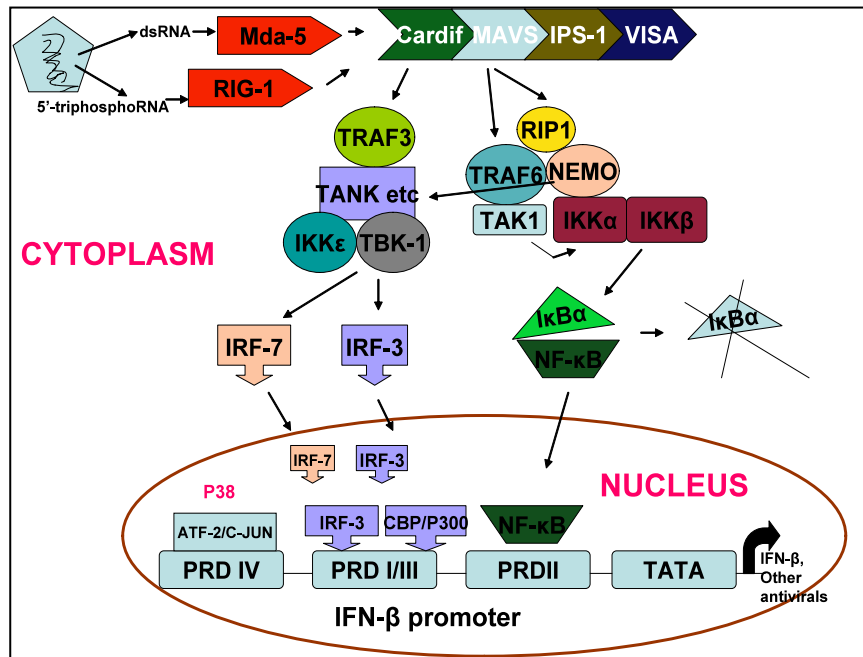 dsRNA
Mda-5
Cardif MAVS IPS-1 VISA
RIG-1
5'-triphosphoRNA
TRAF3
RIP1
TRAF6 NEMO
TANK etc
TAK1 IKKα IKKβ
IKKε TBK-1
CYTOPLASM
IκBα
IκBα
IRF-7 IRF-3
NF-κB
IRF-7 IRF-3
NUCLEUS
P38
ATF-2/C-JUN
IRF-3 CBP/P300 NF-κB
PRD IV PRD I/III PRDII TATA
IFN-β,
Other
antivirals
IFN-β promoter